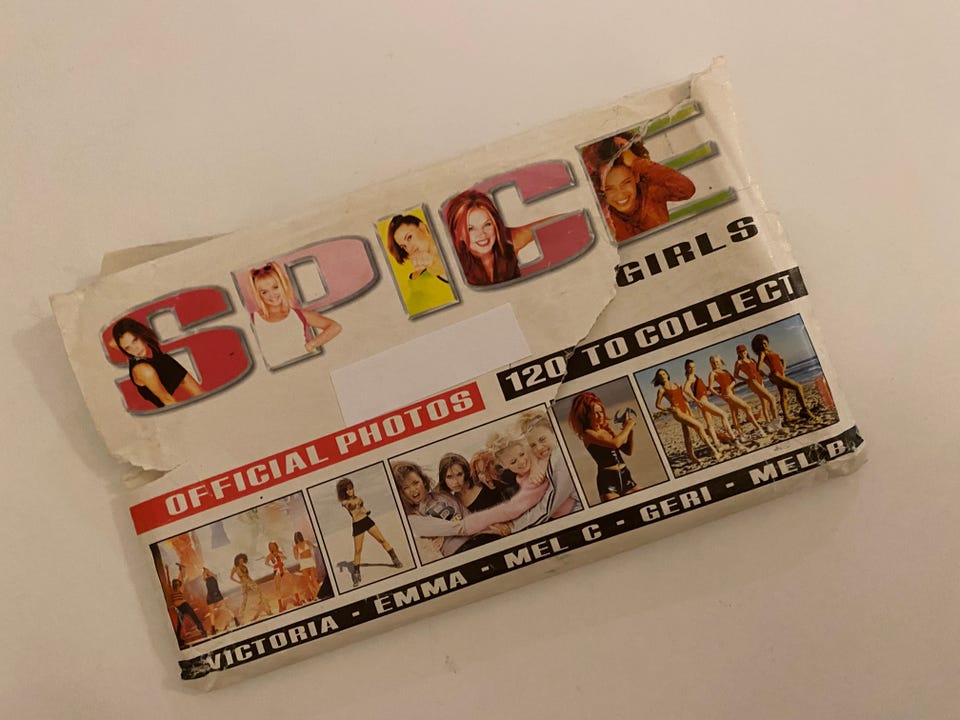 SPICE
GIRLS
OFFICIAL PHOTOS 120 TO COLLECT
VICTORIA - EMMA - MEL C - GERI - MEL B